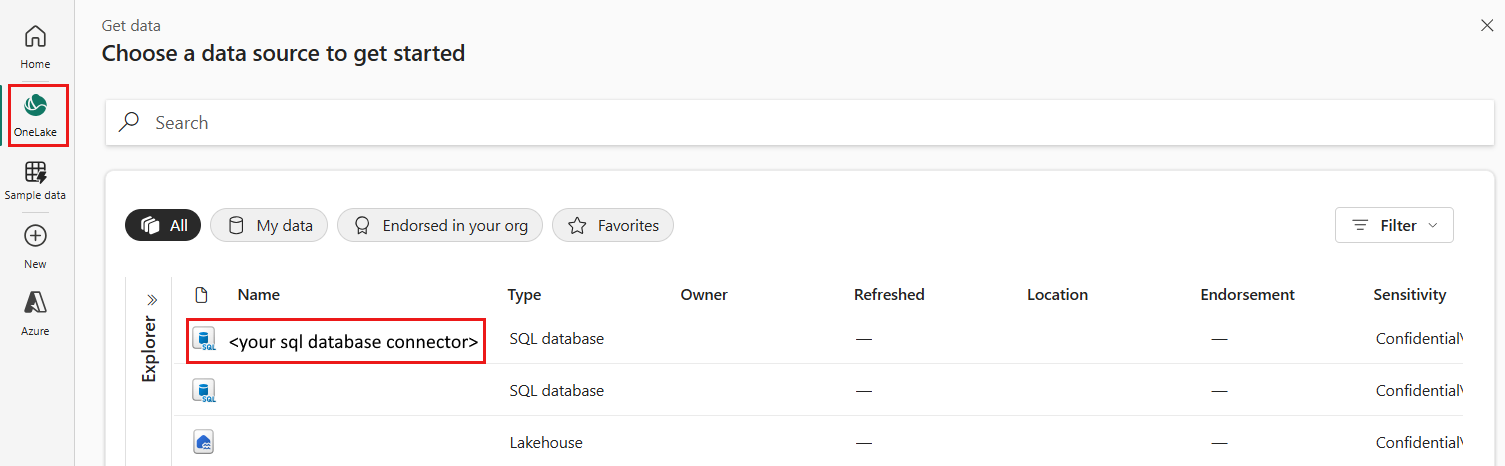 Home
OneLake
Sample data
New
Azure
Get data
Choose a data source to get started
Search
All My data Endorsed in your org Favorites Filter
Explorer
Name Type Owner Refreshed Location Endorsement Sensitivity
SQL <your sql database connector> SQL database — — Confidential\
SQL SQL database — — Confidential\
Lakehouse — — Confidential\